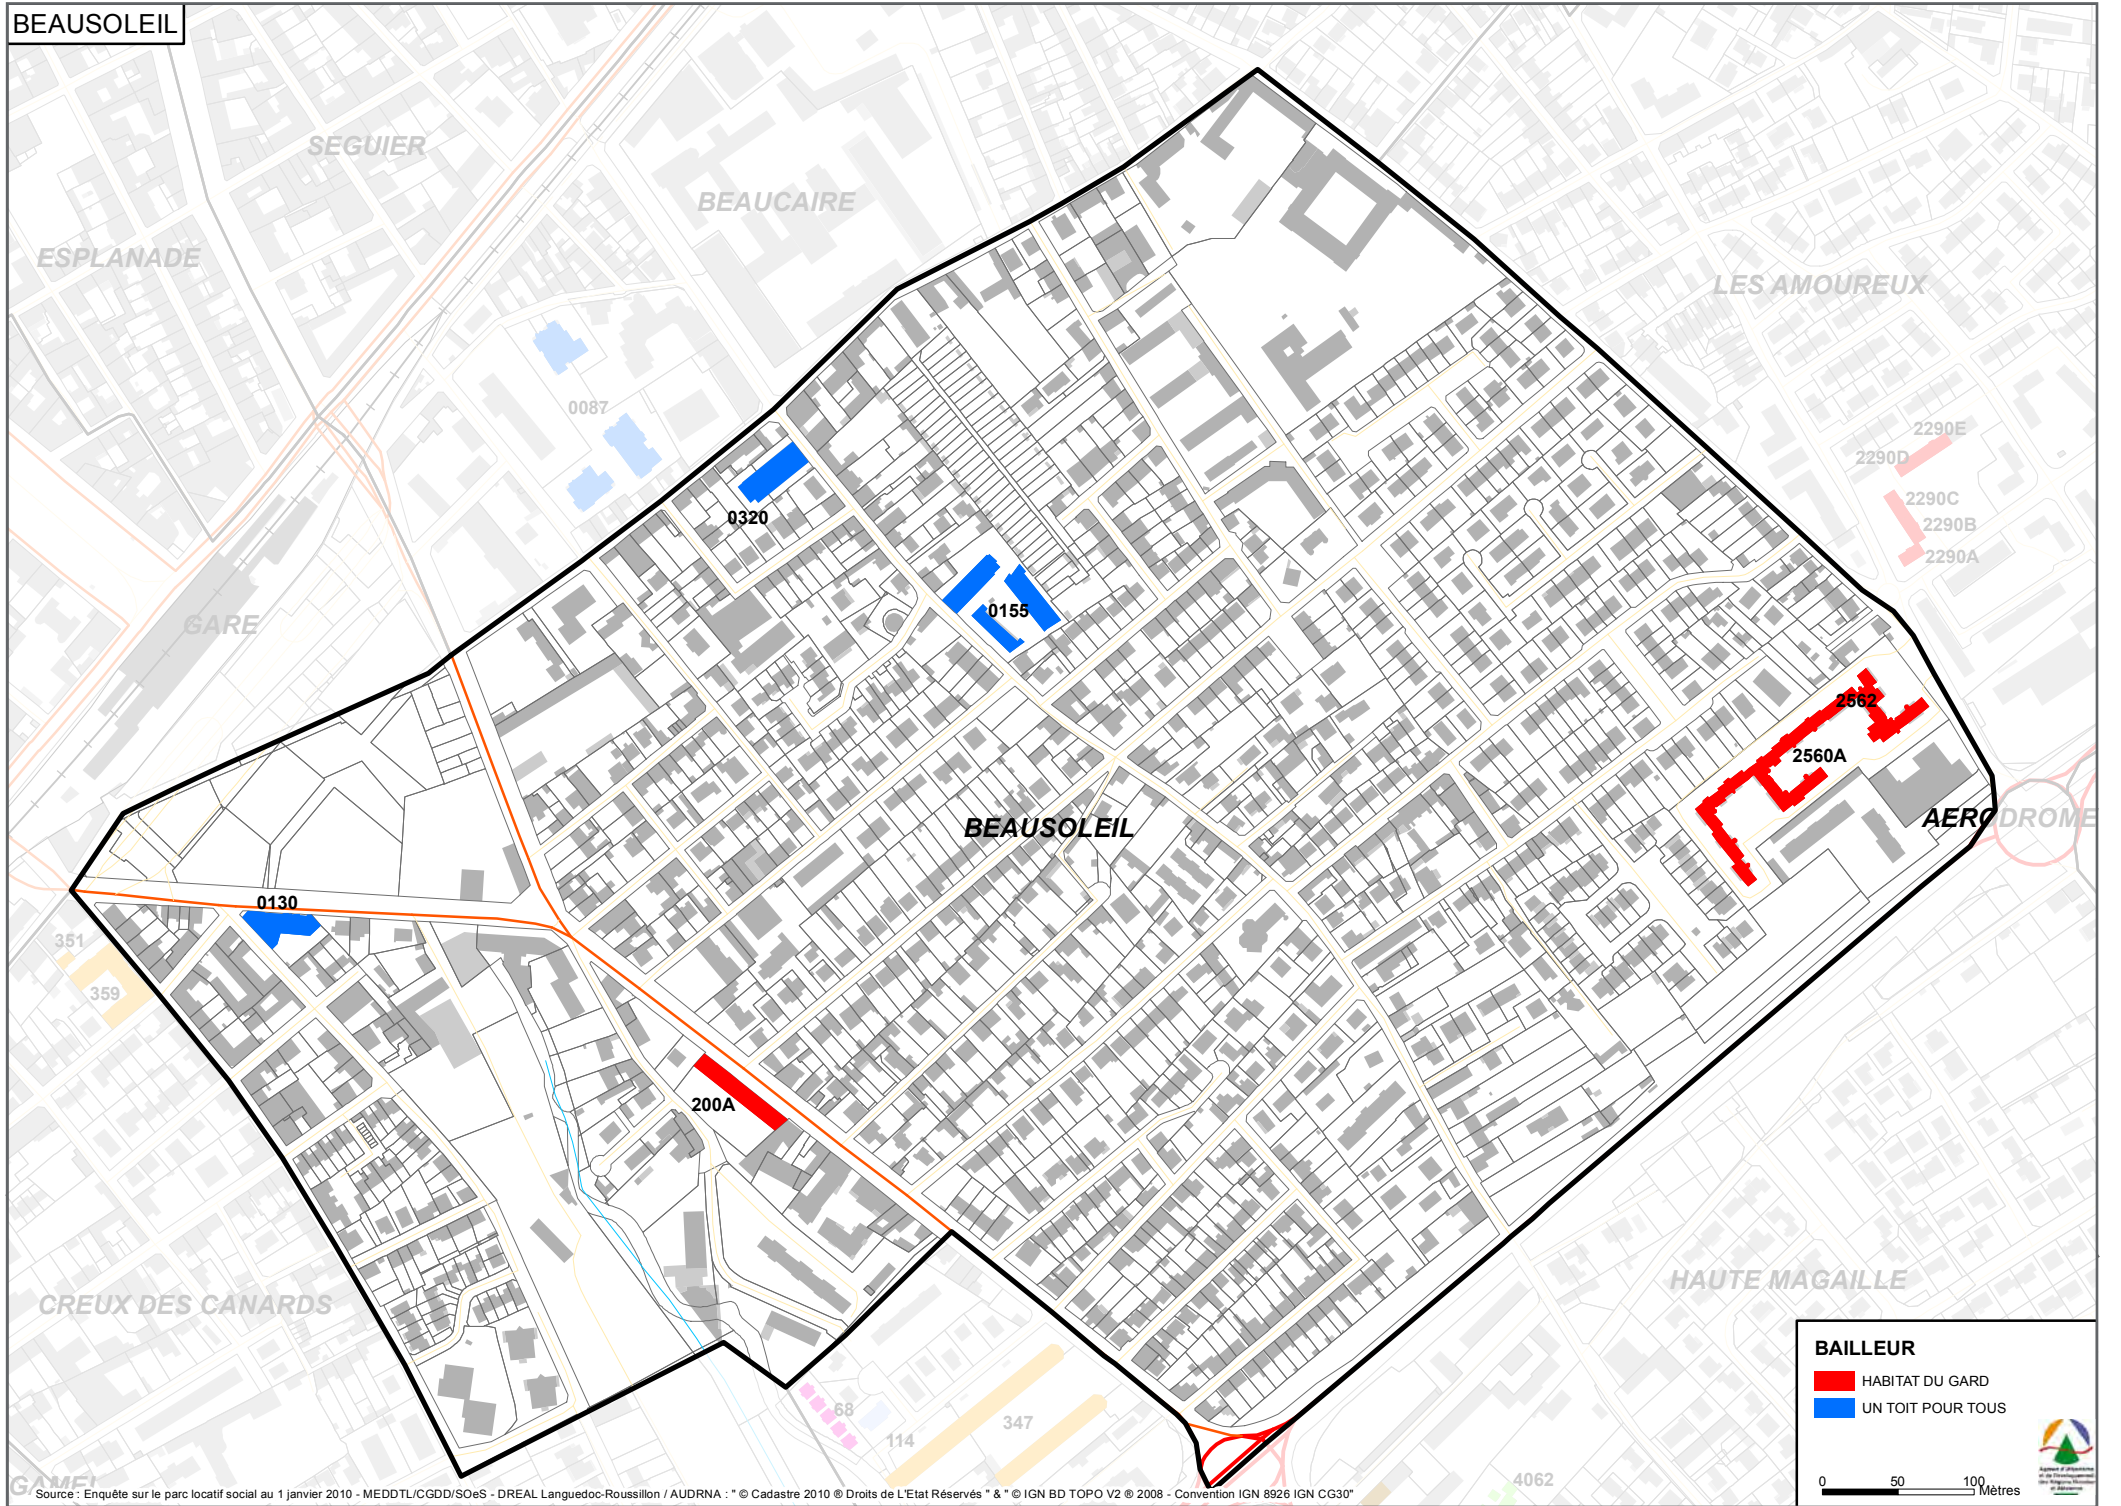 BEAUSOLEIL
SEGUIER
BEAUCAIRE
ESPLANADE
LES AMOUREUX
0087
2290E
2290D
2290C
2290B
2290A
0320
0155
GARE
2562
2560A
BEAUSOLEIL
AERODROME
0130
351
359
200A
CREUX DES CANARDS
HAUTE MAGAILLE
68
114
347
4062
GAMEL
BAILLEUR
HABITAT DU GARD
UN TOIT POUR TOUS
0 50 100
Mètres
Source : Enquête sur le parc locatif social au 1 janvier 2010 - MEDDTL/CGDD/SOeS - DREAL Languedoc-Roussillon / AUDRNA : " © Cadastre 2010 ® Droits de L'Etat Réservés " & " © IGN BD TOPO V2 ® 2008 - Convention IGN 8926 IGN CG30"